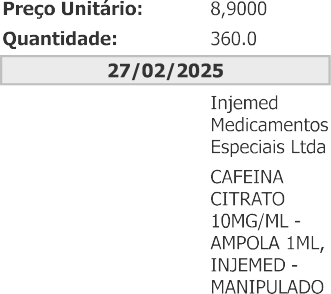 Preço Unitário: 8,9000
Quantidade: 360.0
27/02/2025
Injemed
Medicamentos
Especiais Ltda
CAFEINA
CITRATO
10MG/ML -
AMPOLA 1ML,
INJEMED -
MANIPULADO